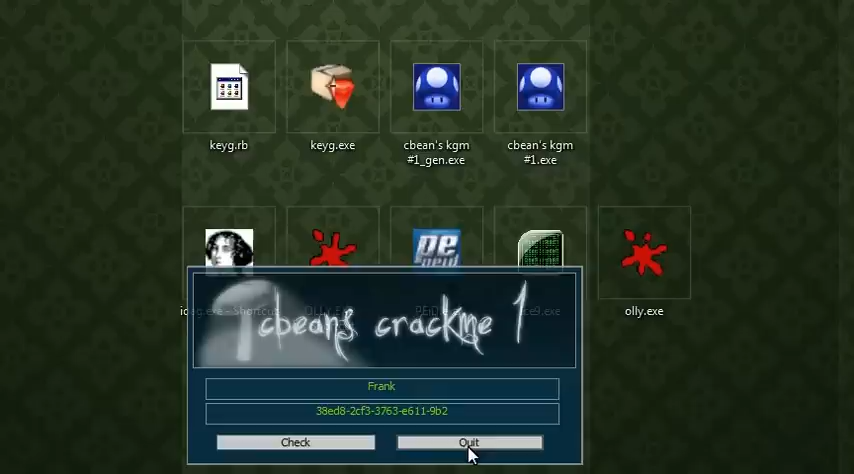 keyg.rb
keyg.exe
cbean's kgm
#1_gen.exe
cbean's kgm
#1.exe
olly.exe
cbeans crackme 1
Frank
38ed8-2cf3-3763-e611-9b2
Check
Quit